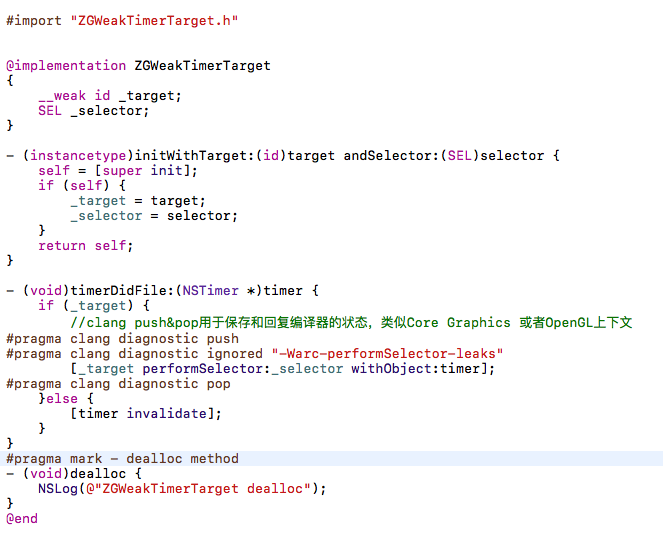 #import "ZGWeakTimerTarget.h"
@implementation ZGWeakTimerTarget
{
    __weak id _target;
    SEL _selector;
}
- (instancetype)initWithTarget:(id)target andSelector:(SEL)selector {
    self = [super init];
    if (self) {
        _target = target;
        _selector = selector;
    }
    return self;
}
- (void)timerDidFile:(NSTimer *)timer {
    if (_target) {
        //clang push&pop用于保存和回复编译器的状态，类似Core Graphics 或者OpenGL上下文
#pragma clang diagnostic push
#pragma clang diagnostic ignored "-Warc-performSelector-leaks"
        [_target performSelector:_selector withObject:timer];
#pragma clang diagnostic pop
    }else {
        [timer invalidate];
    }
}
#pragma mark - dealloc method
- (void)dealloc {
    NSLog(@"ZGWeakTimerTarget dealloc");
}
@end